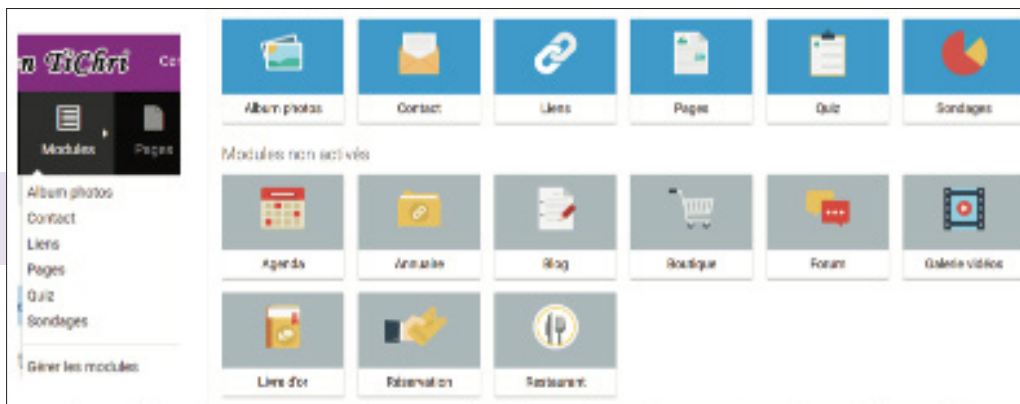 n TiChri
Modules
Pages
Album photos
Contact
Liens
Pages
Quiz
Sondages
Gérer les modules
Album photos
Contact
Liens
Pages
Quiz
Sondages
Modules non activés
Agenda
Annuaire
Blog
Boutique
Forum
Galerie vidéos
Livre d'or
Réservation
Restaurant